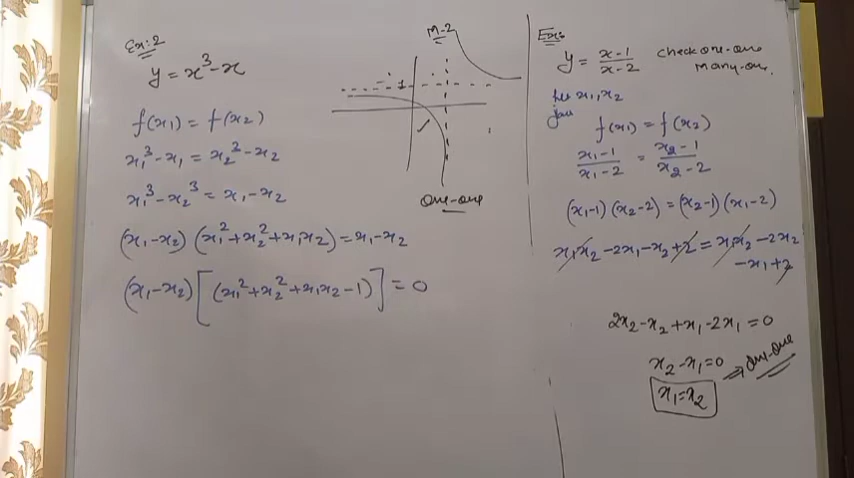 Ex:2
y = x³-x
f(x₁) = f(x₂)
x₁³-x₁ = x₂³-x₂
x₁³-x₂³ = x₁-x₂
(x₁-x₂) (x₁²+x₂²+x₁x₂) = x₁-x₂
(x₁-x₂) [(x₁²+x₂²+x₁x₂-1)] = 0
M-2
1
one-one
Ex:
y = x-1/x-2 check one-one
many-one.
x₁, x₂
f(x₁) = f(x₂)
x₁-1/x₁-2 = x₂-1/x₂-2
(x₁-1) (x₂-2) = (x₂-1) (x₁-2)
x₁x₂-2x₁-x₂+2 = x₁x₂-2x₂
-x₁+2
2x₂-x₂+x₁-2x₁ = 0
x₂-x₁=0 ⇒ one-one
x₁=x₂